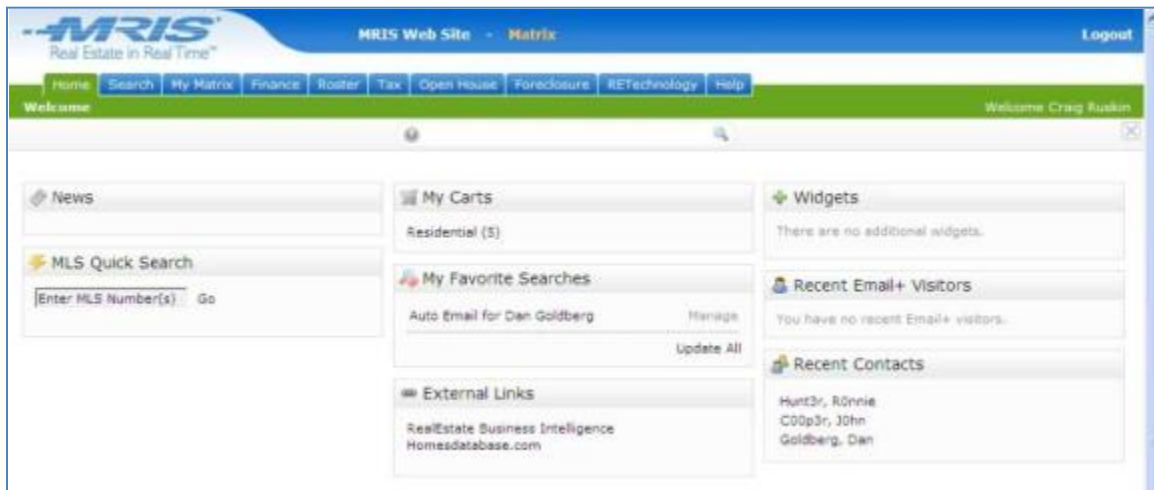 MRIS
Real Estate in Real Time™
MRIS Web Site - Matrix
Logout
Home Search My Matrix Finance Roster Tax Open House Foreclosure RETechnology Help
Welcome
Welcome Craig Ruskin
News
MLS Quick Search
Enter MLS Number(s) Go
My Carts
Residential (5)
My Favorite Searches
Auto Email for Dan Goldberg Manage
Update All
External Links
RealEstate Business Intelligence
Homesdatabase.com
Widgets
There are no additional widgets.
Recent Email+ Visitors
You have no recent Email+ visitors.
Recent Contacts
Hunt3r, R0nnie
C00p3r, J0hn
Goldberg, Dan